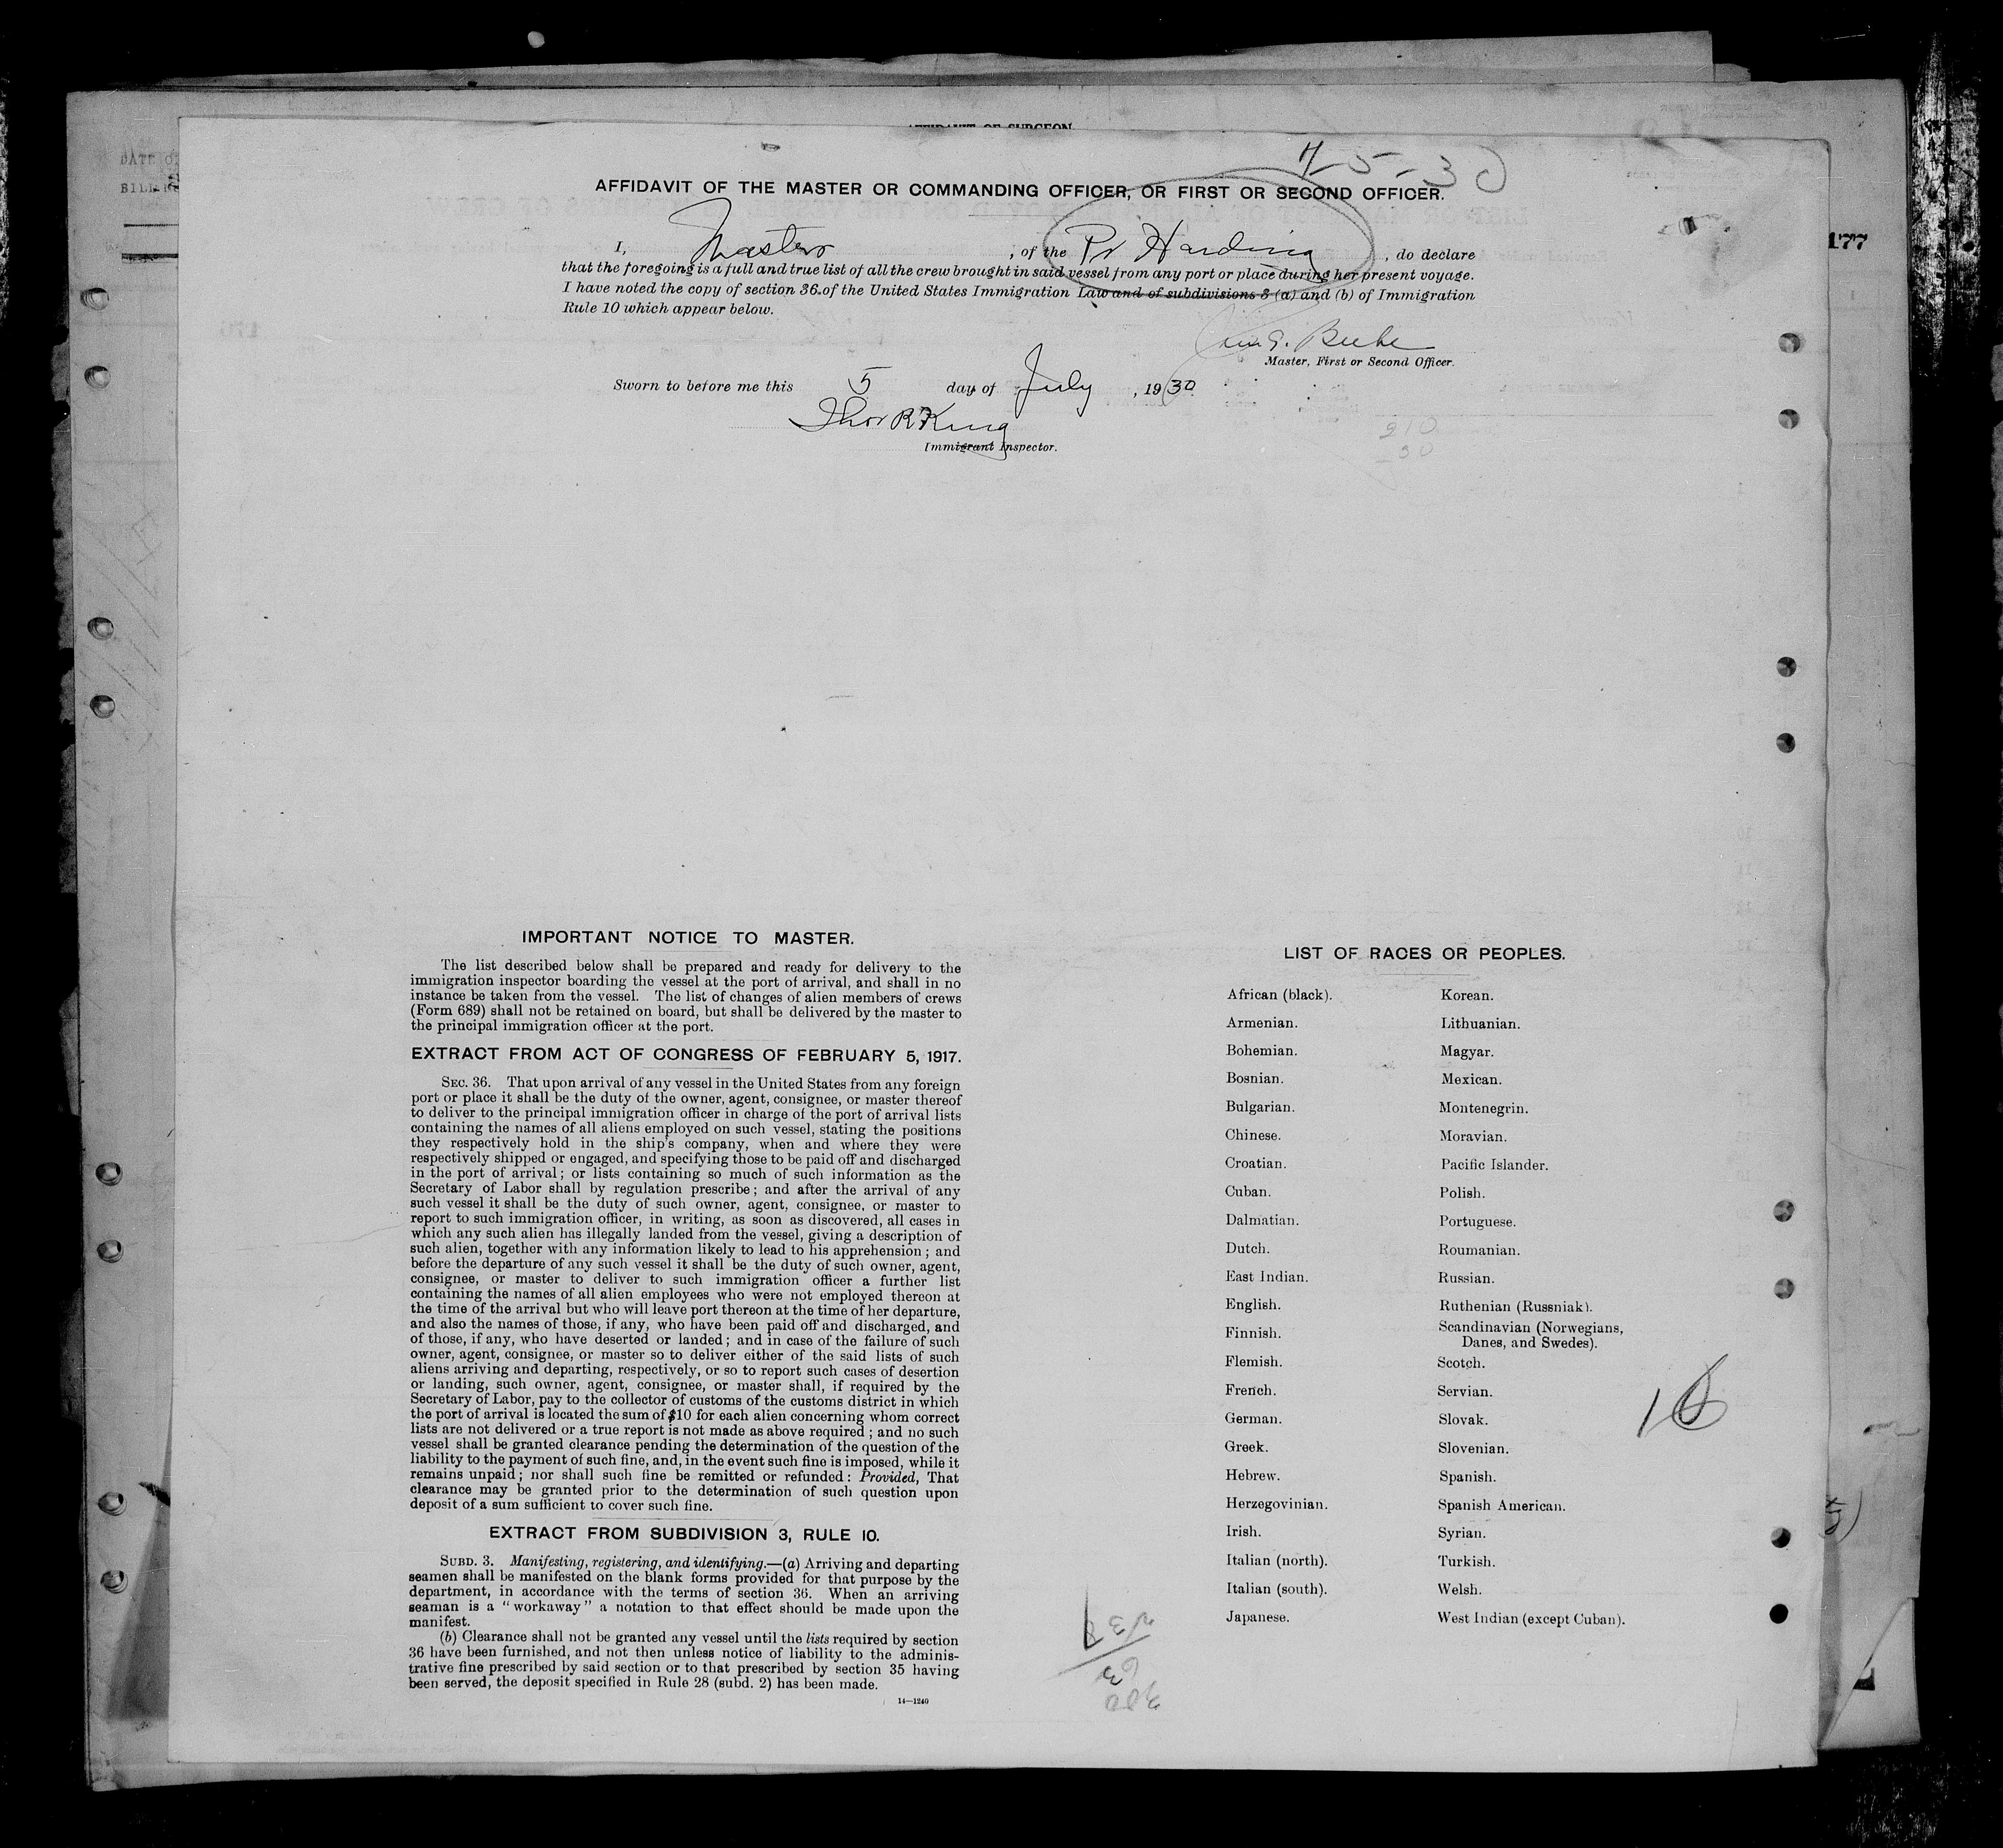 AFFIDAVIT OF SURGEON
DATE O
BILL
7-5-30
AFFIDAVIT OF THE MASTER OR COMMANDING OFFICER, OR FIRST OR SECOND OFFICER.
177
I, Master, of the Pr Harding, do declare
that the foregoing is a full and true list of all the crew brought in said vessel from any port or place during her present voyage.
I have noted the copy of section 36 of the United States Immigration Law and of subdivisions 3 (a) and (b) of Immigration
Rule 10 which appear below.
G. Beebe
Master, First or Second Officer.
Sworn to before me this 5 day of July, 1930
Thos R King
Immigrant Inspector.
210
30
IMPORTANT NOTICE TO MASTER.
The list described below shall be prepared and ready for delivery to the
immigration inspector boarding the vessel at the port of arrival, and shall in no
instance be taken from the vessel. The list of changes of alien members of crews
(Form 689) shall not be retained on board, but shall be delivered by the master to
the principal immigration officer at the port.
EXTRACT FROM ACT OF CONGRESS OF FEBRUARY 5, 1917.
SEC. 36. That upon arrival of any vessel in the United States from any foreign
port or place it shall be the duty of the owner, agent, consignee, or master thereof
to deliver to the principal immigration officer in charge of the port of arrival lists
containing the names of all aliens employed on such vessel, stating the positions
they respectively hold in the ship's company, when and where they were
respectively shipped or engaged, and specifying those to be paid off and discharged
in the port of arrival; or lists containing so much of such information as the
Secretary of Labor shall by regulation prescribe; and after the arrival of any
such vessel it shall be the duty of such owner, agent, consignee, or master to
report to such immigration officer, in writing, as soon as discovered, all cases in
which any such alien has illegally landed from the vessel, giving a description of
such alien, together with any information likely to lead to his apprehension; and
before the departure of any such vessel it shall be the duty of such owner, agent,
consignee, or master to deliver to such immigration officer a further list
containing the names of all alien employees who were not employed thereon at
the time of the arrival but who will leave port thereon at the time of her departure,
and also the names of those, if any, who have been paid off and discharged, and
of those, if any, who have deserted or landed; and in case of the failure of such
owner, agent, consignee, or master so to deliver either of the said lists of such
aliens arriving and departing, respectively, or so to report such cases of desertion
or landing, such owner, agent, consignee, or master shall, if required by the
Secretary of Labor, pay to the collector of customs of the customs district in which
the port of arrival is located the sum of $10 for each alien concerning whom correct
lists are not delivered or a true report is not made as above required; and no such
vessel shall be granted clearance pending the determination of the question of the
liability to the payment of such fine, and, in the event such fine is imposed, while it
remains unpaid; nor shall such fine be remitted or refunded: Provided, That
clearance may be granted prior to the determination of such question upon
deposit of a sum sufficient to cover such fine.
EXTRACT FROM SUBDIVISION 3, RULE 10.
SUBD. 3. Manifesting, registering, and identifying.—(a) Arriving and departing
seamen shall be manifested on the blank forms provided for that purpose by the
department, in accordance with the terms of section 36. When an arriving
seaman is a "workaway" a notation to that effect should be made upon the
manifest.
(b) Clearance shall not be granted any vessel until the lists required by section
36 have been furnished, and not then unless notice of liability to the adminis-
trative fine prescribed by said section or to that prescribed by section 35 having
been served, the deposit specified in Rule 28 (subd. 2) has been made.
14—1240
LIST OF RACES OR PEOPLES.
African (black).
Armenian.
Bohemian.
Bosnian.
Bulgarian.
Chinese.
Croatian.
Cuban.
Dalmatian.
Dutch.
East Indian.
English.
Finnish.
Flemish.
French.
German.
Greek.
Hebrew.
Herzegovinian.
Irish.
Italian (north).
Italian (south).
Japanese.
Korean.
Lithuanian.
Magyar.
Mexican.
Montenegrin.
Moravian.
Pacific Islander.
Polish.
Portuguese.
Roumanian.
Russian.
Ruthenian (Russniak).
Scandinavian (Norwegians,
Danes, and Swedes).
Scotch.
Servian.
Slovak.
Slovenian.
Spanish.
Spanish American.
Syrian.
Turkish.
Welsh.
West Indian (except Cuban).